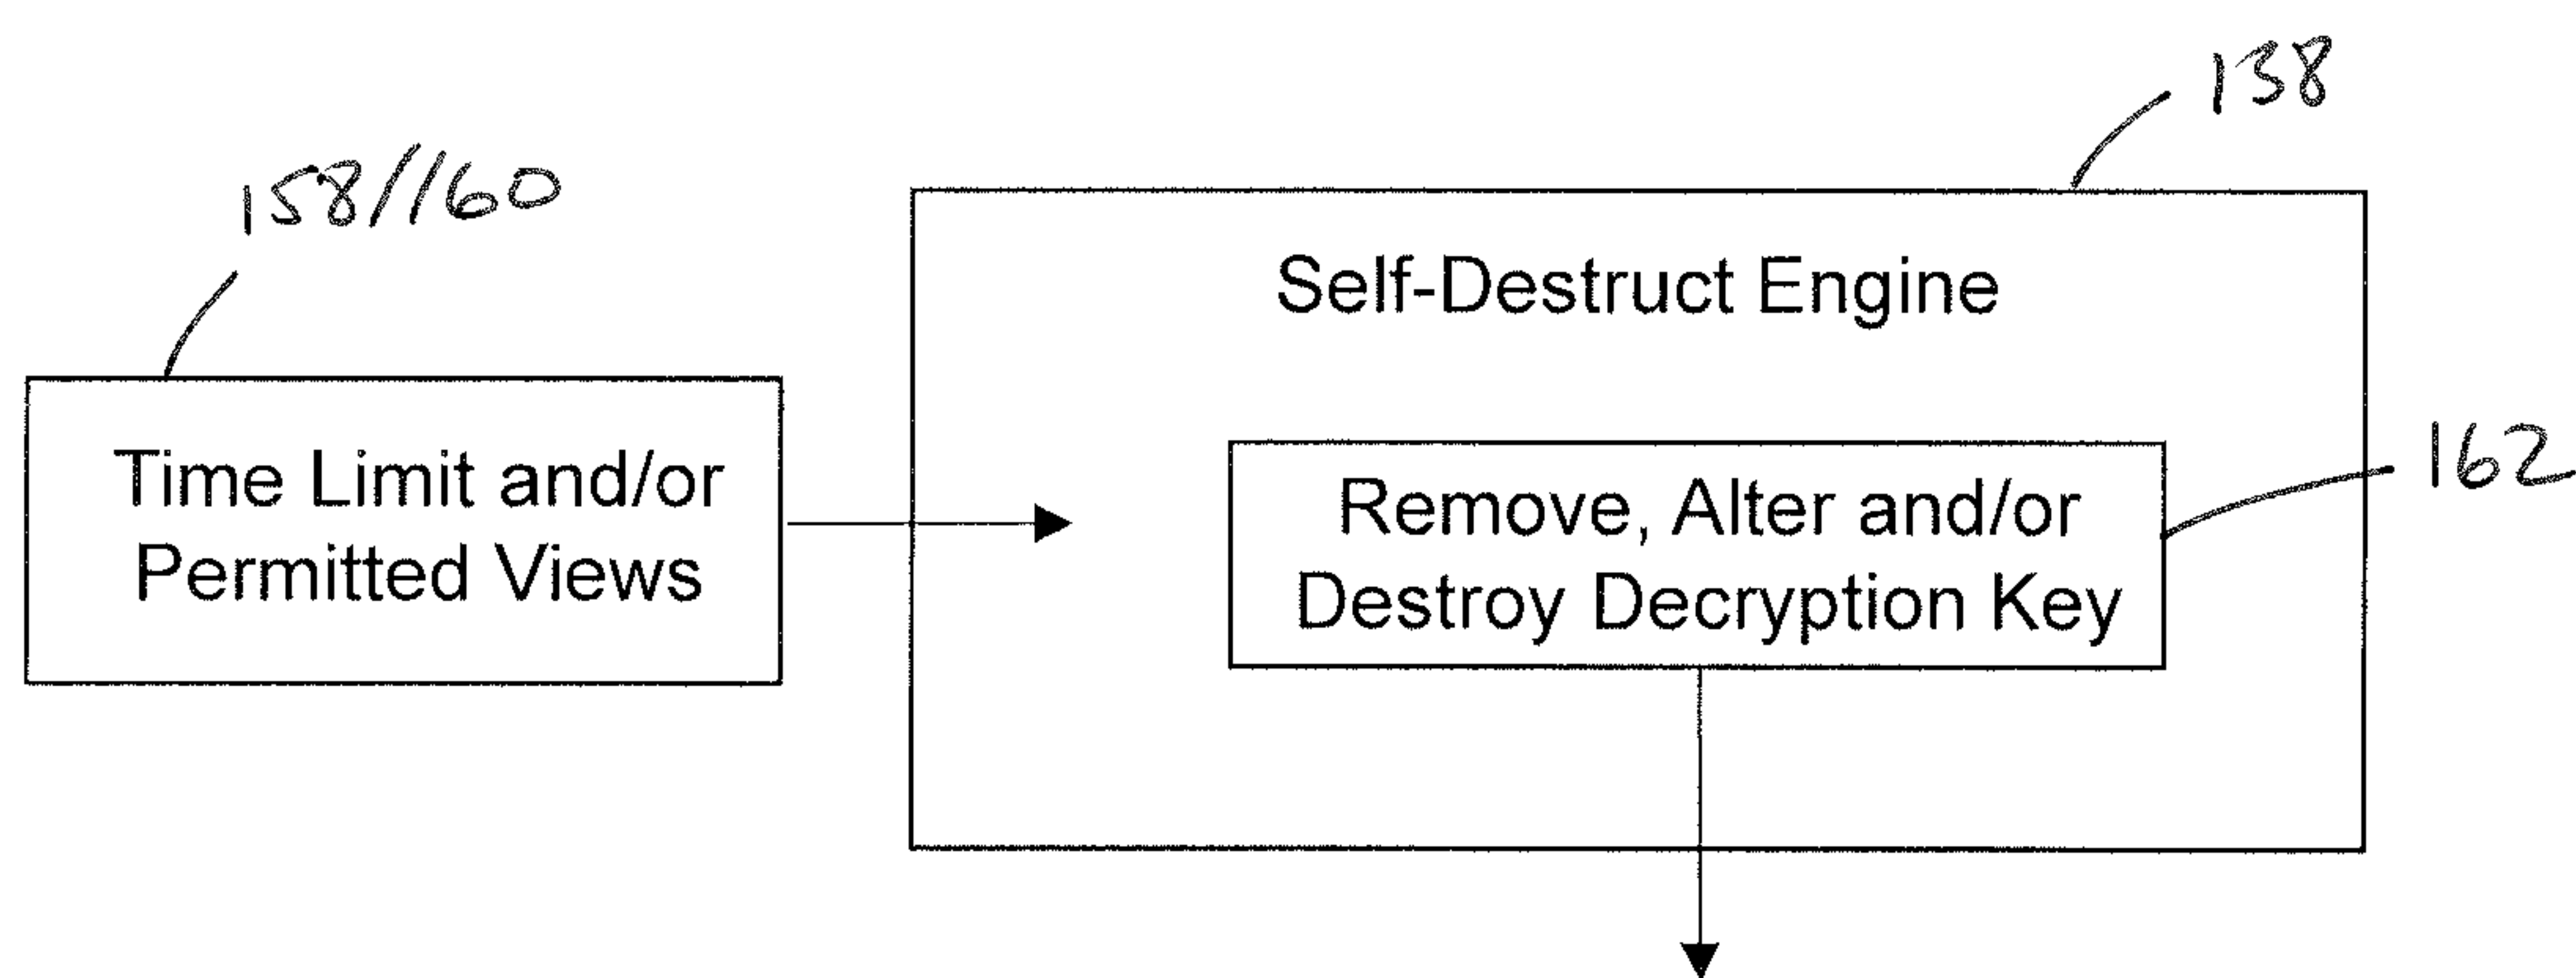 138
158/160
Self-Destruct Engine
Time Limit and/or
Permitted Views
Remove, Alter and/or
Destroy Decryption Key
162